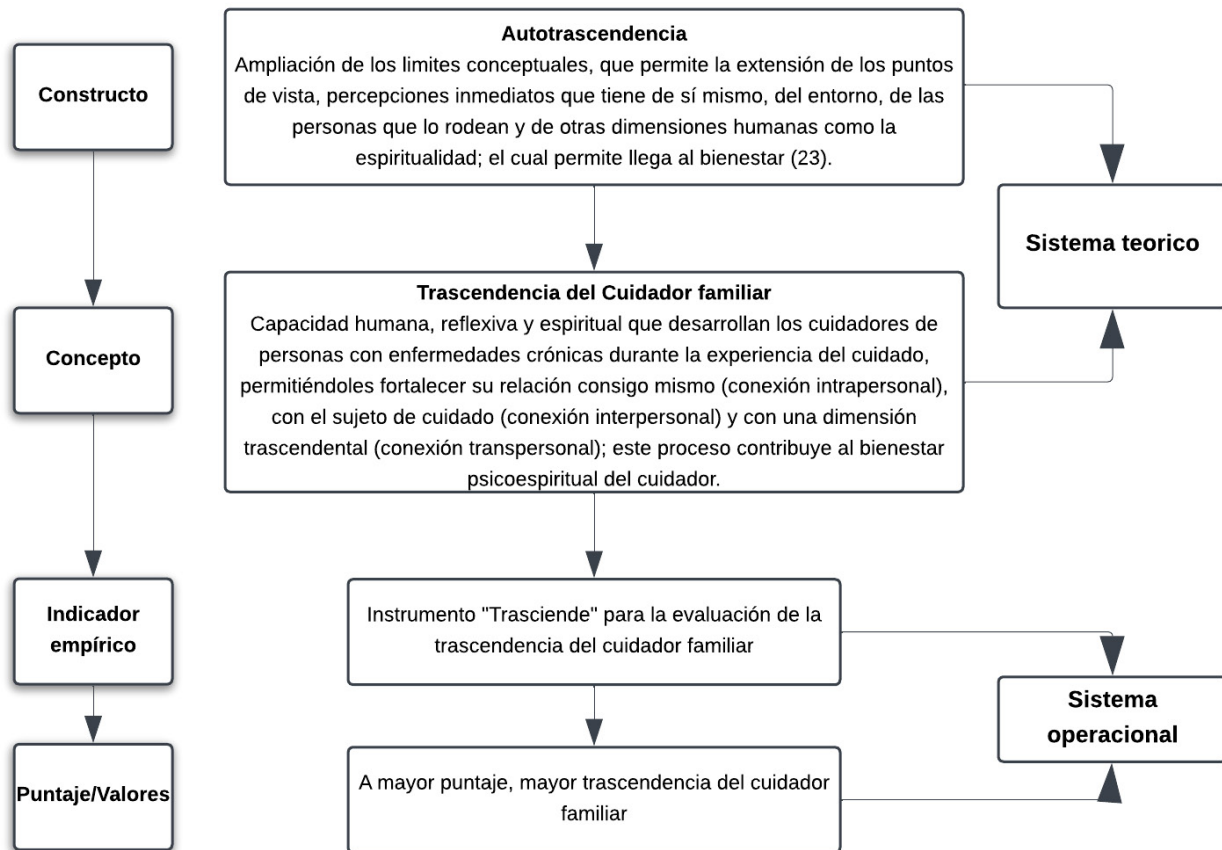 Constructo
Autotrascendencia
Ampliación de los limites conceptuales, que permite la extensión de los puntos
de vista, percepciones inmediatos que tiene de sí mismo, del entorno, de las
personas que lo rodean y de otras dimensiones humanas como la
espiritualidad; el cual permite llega al bienestar (23).
Sistema teorico
Concepto
Trascendencia del Cuidador familiar
Capacidad humana, reflexiva y espiritual que desarrollan los cuidadores de
personas con enfermedades crónicas durante la experiencia del cuidado,
permitiéndoles fortalecer su relación consigo mismo (conexión intrapersonal),
con el sujeto de cuidado (conexión interpersonal) y con una dimensión
trascendental (conexión transpersonal); este proceso contribuye al bienestar
psicoespiritual del cuidador.
Indicador
empírico
Instrumento "Trasciende" para la evaluación de la
trascendencia del cuidador familiar
Sistema
operacional
Puntaje/Valores
A mayor puntaje, mayor trascendencia del cuidador
familiar